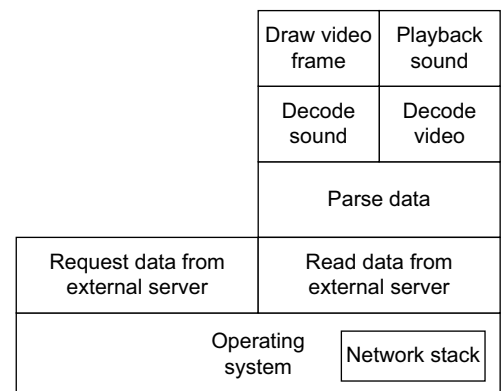 Draw video
frame
Playback
sound
Decode
sound
Decode
video
Parse data
Request data from
external server
Read data from
external server
Operating
system
Network stack